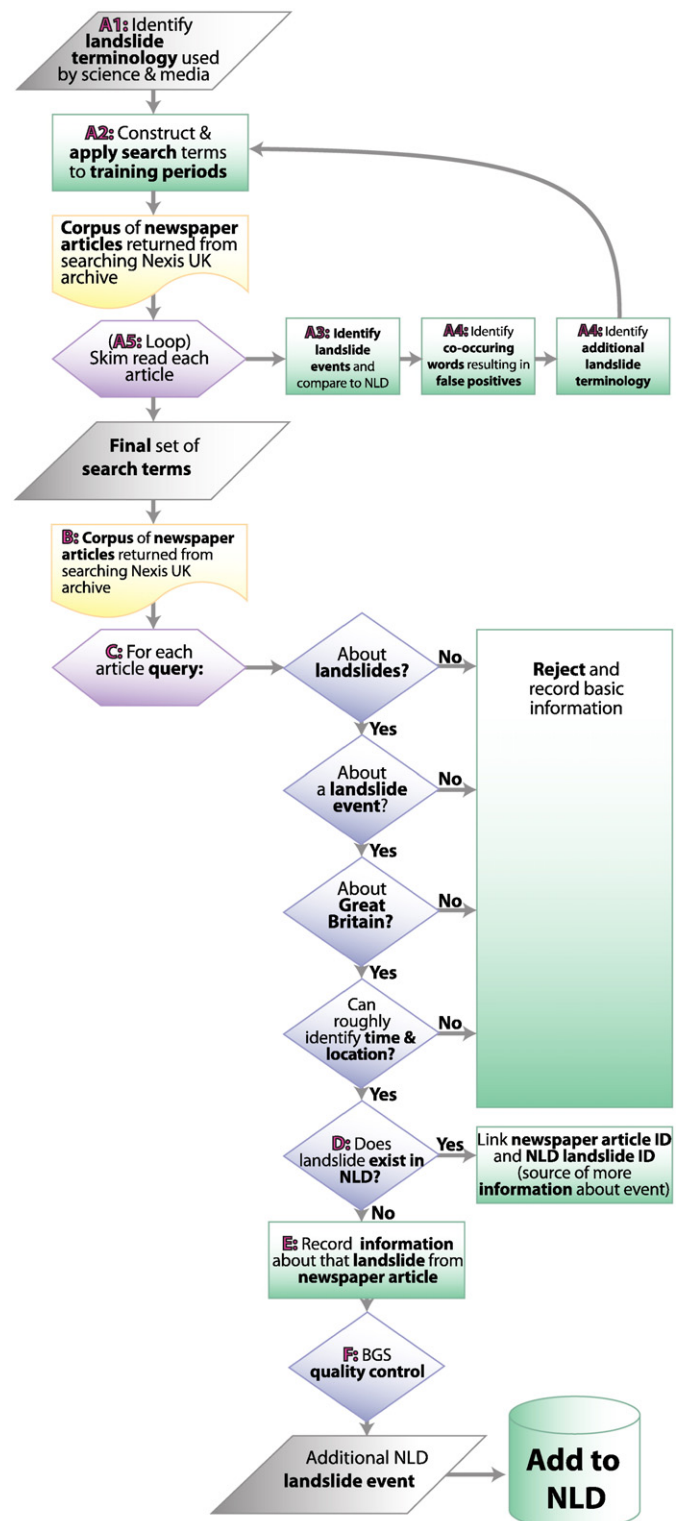 A1: Identify
landslide
terminology used
by science & media
A2: Construct &
apply search terms
to training periods
Corpus of newspaper
articles returned from
searching Nexis UK
archive
(A5: Loop)
Skim read each
article
A3: Identify
landslide
events and
compare to NLD
A4: Identify
co-occuring
words resulting in
false positives
A4: Identify
additional
landslide
terminology
Final set of
search terms
B: Corpus of newspaper
articles returned from
searching Nexis UK
archive
C: For each
article query:
About
landslides?
No
Reject and
record basic
information
Yes
About
a landslide
event?
No
Yes
About
Great
Britain?
No
Yes
Can
roughly
identify time &
location?
No
Yes
D: Does
landslide exist in
NLD?
Yes
Link newspaper article ID
and NLD landslide ID
(source of more
information about event)
No
E: Record information
about that landslide from
newspaper article
F: BGS
quality control
Additional NLD
landslide event
Add to
NLD